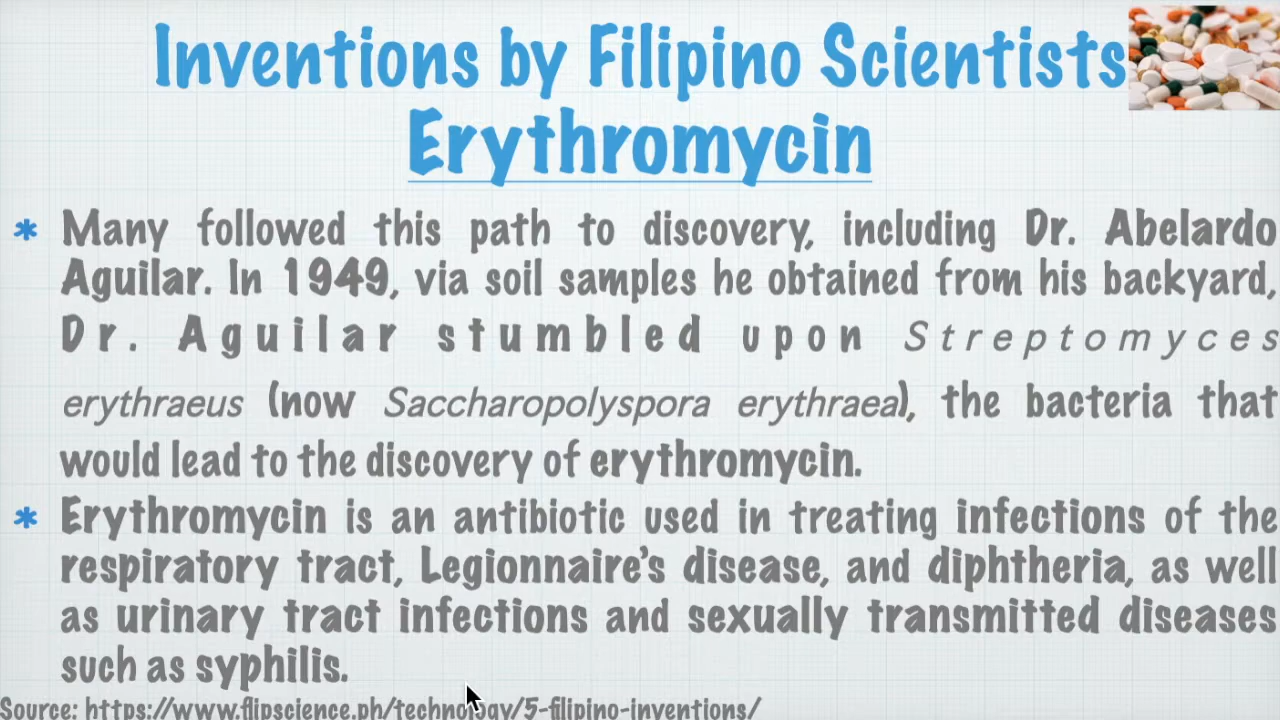 Inventions by Filipino Scientists
Erythromycin
* Many followed this path to discovery, including Dr. Abelardo
Aguilar. In 1949, via soil samples he obtained from his backyard,
Dr. Aguilar stumbled upon Streptomyces
erythraeus (now Saccharopolyspora erythraea), the bacteria that
would lead to the discovery of erythromycin.
* Erythromycin is an antibiotic used in treating infections of the
respiratory tract, Legionnaire's disease, and diphtheria, as well
as urinary tract infections and sexually transmitted diseases
such as syphilis.
Source: https://www.flipscience.ph/technology/5-filipino-inventions/